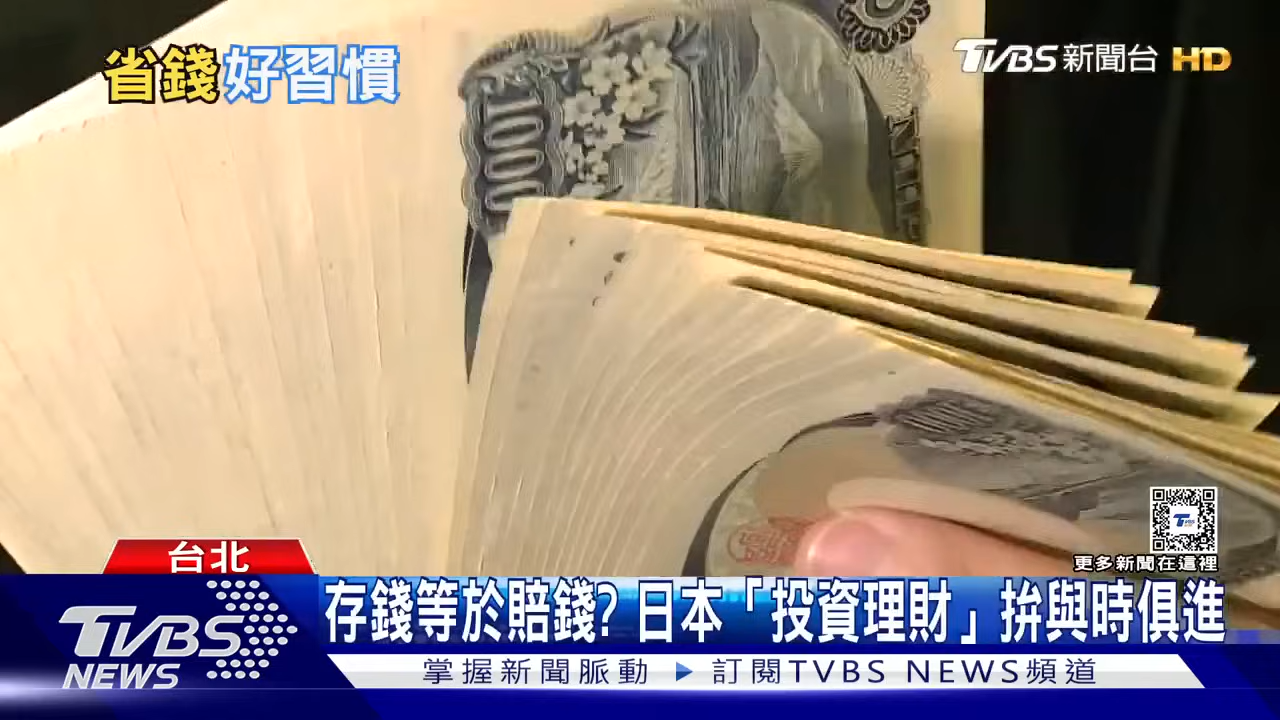 省錢好習慣
TVBS新聞台 HD
1000
NIPP
更多新聞在這裡
台北
存錢等於賠錢? 日本「投資理財」拚與時俱進
TVBS NEWS
掌握新聞脈動 ▶ 訂閱TVBS NEWS頻道